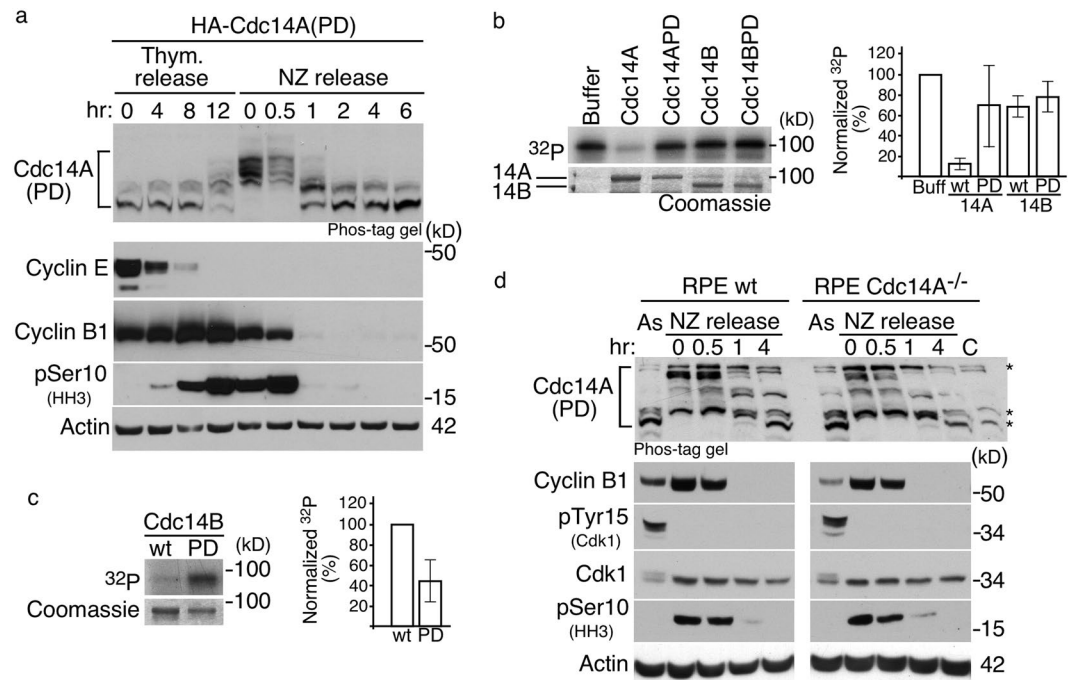 a
HA-Cdc14A(PD)
Thym.
release
NZ release
hr: 0 4 8 12 0 0.5 1 2 4 6
Cdc14A
(PD)
Phos-tag gel (kD)
Cyclin E
-50
Cyclin B1
-50
pSer10
(HH3)
-15
Actin
42
b
Buffer
Cdc14A
Cdc14APD
Cdc14B
Cdc14BPD
(kD)
32P
-100
14A
14B
-100
Coomassie
Normalized 32P
(%)
120
100
80
60
40
20
Buff wt PD wt PD
14A 14B
c
Cdc14B
wt PD (kD)
32P
-100
Coomassie
-100
Normalized 32P
(%)
120
100
80
60
40
20
wt PD
d
RPE wt
RPE Cdc14A-/-
As NZ release As NZ release
hr: 0 0.5 1 4 0 0.5 1 4 C
Cdc14A
(PD)
*
*
*
Phos-tag gel
(kD)
Cyclin B1
-50
pTyr15
(Cdk1)
-34
Cdk1
-34
pSer10
(HH3)
-15
Actin
42